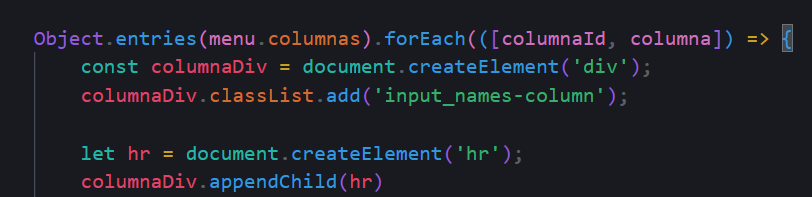 Object.entries(menu.columnas).forEach(([columnaId, columna]) => {
const columnaDiv = document.createElement('div');
columnaDiv.classList.add('input_names-column');
let hr = document.createElement('hr');
columnaDiv.appendChild(hr)